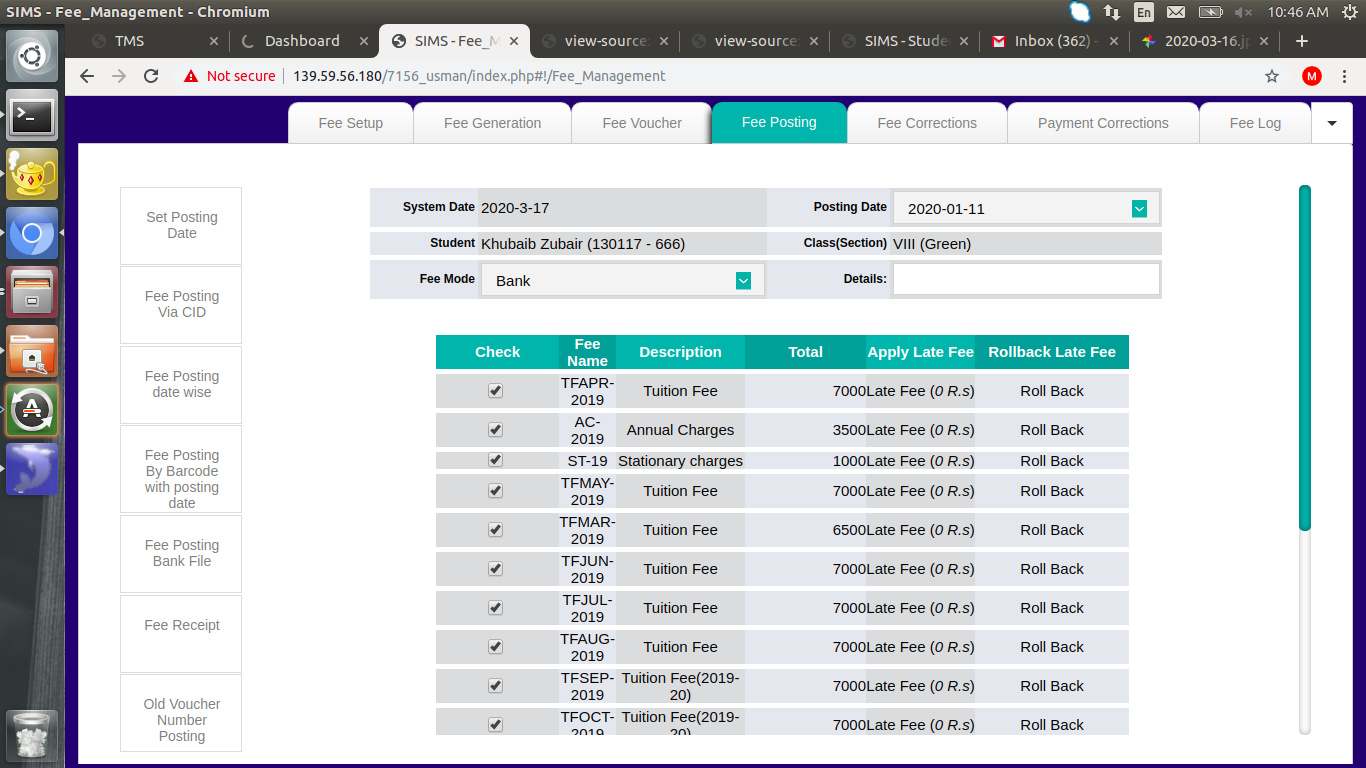 SIMS - Fee_Management - Chromium
En
10:46 AM
TMS
Dashboard
SIMS - Fee_M
view-source:
view-source:
SIMS - Stude
Inbox (362) -
2020-03-16.jp
Not secure
139.59.56.180/7156_usman/index.php#!/Fee_Management
M
Fee Setup
Fee Generation
Fee Voucher
Fee Posting
Fee Corrections
Payment Corrections
Fee Log
Set Posting
Date
Fee Posting
Via CID
Fee Posting
date wise
Fee Posting
By Barcode
with posting
date
Fee Posting
Bank File
Fee Receipt
Old Voucher
Number
Posting
System Date 2020-3-17 Posting Date 2020-01-11
Student Khubaib Zubair (130117 - 666) Class(Section) VIII (Green)
Fee Mode Bank Details:
Check Fee Name Description Total Apply Late Fee Rollback Late Fee
TFAPR-2019 Tuition Fee 7000 Late Fee (0 R.s) Roll Back
AC-2019 Annual Charges 3500 Late Fee (0 R.s) Roll Back
ST-19 Stationary charges 1000 Late Fee (0 R.s) Roll Back
TFMAY-2019 Tuition Fee 7000 Late Fee (0 R.s) Roll Back
TFMAR-2019 Tuition Fee 6500 Late Fee (0 R.s) Roll Back
TFJUN-2019 Tuition Fee 7000 Late Fee (0 R.s) Roll Back
TFJUL-2019 Tuition Fee 7000 Late Fee (0 R.s) Roll Back
TFAUG-2019 Tuition Fee 7000 Late Fee (0 R.s) Roll Back
TFSEP-2019 Tuition Fee(2019-20) 7000 Late Fee (0 R.s) Roll Back
TFOCT-2019 Tuition Fee(2019-20) 7000 Late Fee (0 R.s) Roll Back